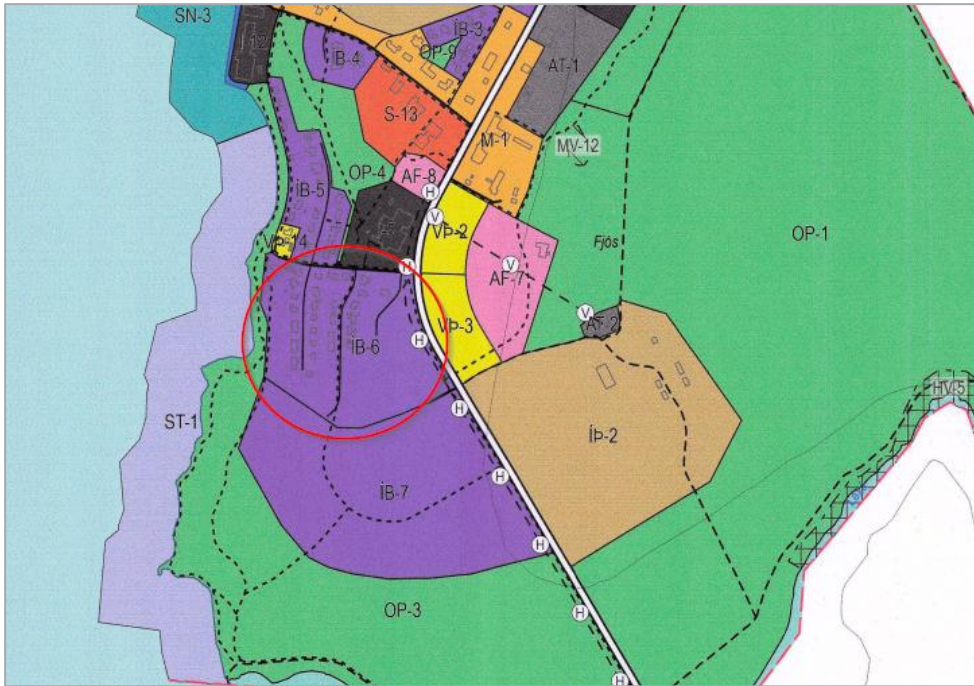 SN-3
ÍB-3
OP-9
ÍB-4
AT-1
S-13
M-1
MV-12
OP-4
AF-8
H
ÍB-5
V
VÞ-2
OP-1
Fjós
VÞ-14
H
V
AF-7
V
AT-2
VÞ-3
H
ÍB-6
HV-5
ST-1
H
ÍÞ-2
H
ÍB-7
H
OP-3
H
H